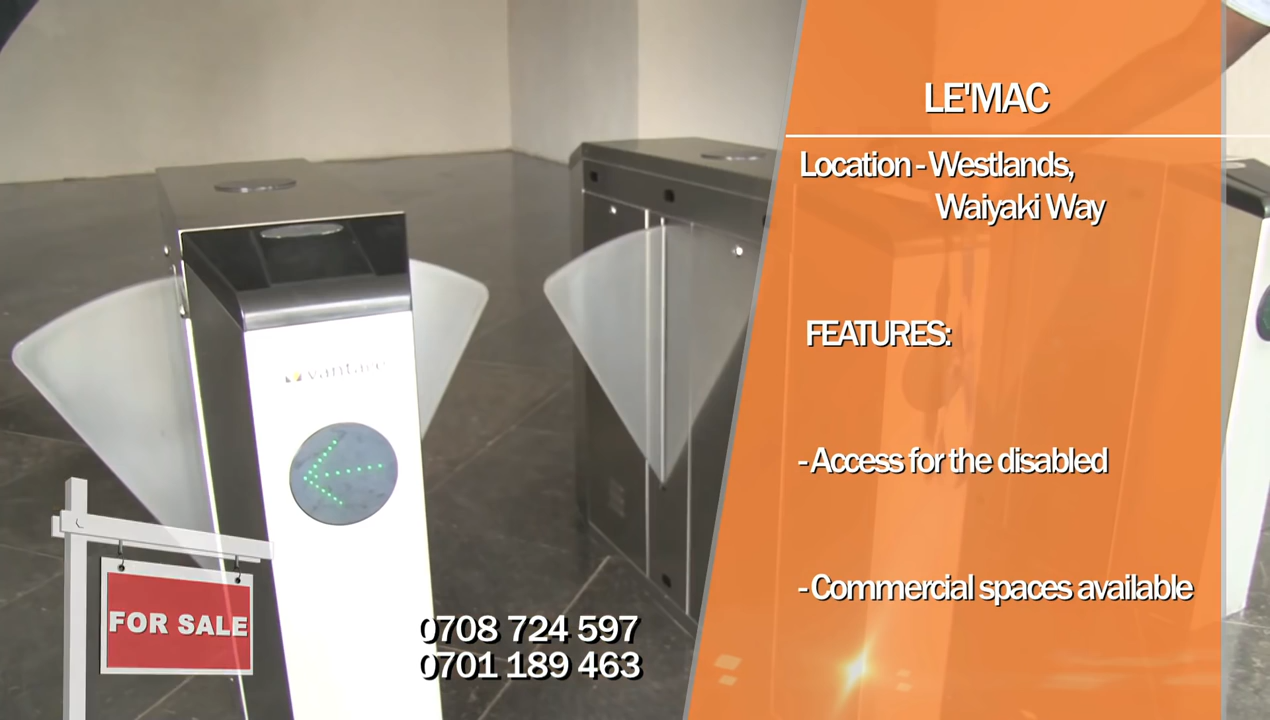 LE'MAC
Location - Westlands,
Waiyaki Way
FEATURES:
- Access for the disabled
- Commercial spaces available
vantage
FOR SALE
0708 724 597
0701 189 463